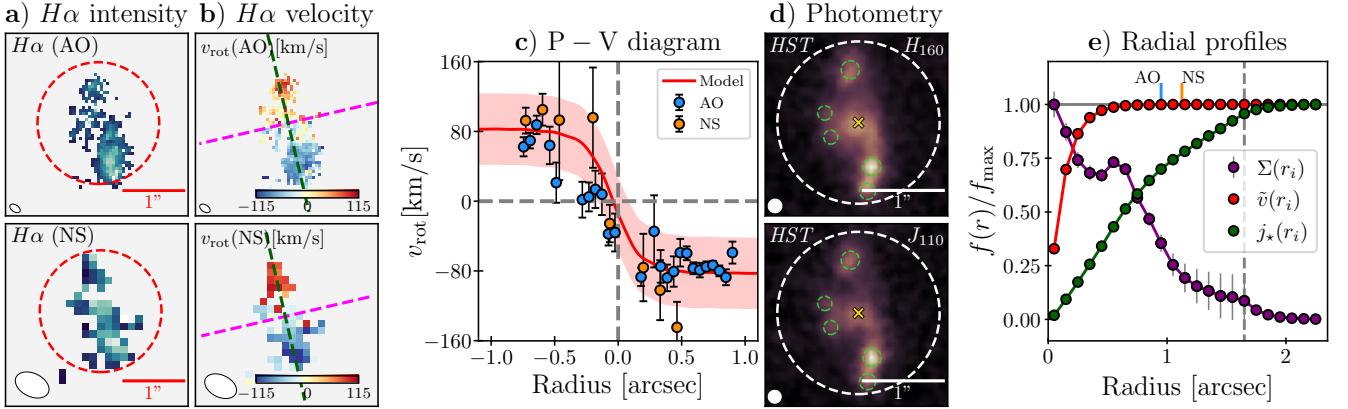 a) Hα intensity
Hα (AO)
1"
Hα (NS)
1"
b) Hα velocity
v_rot(AO) [km/s]
−115 0 115
v_rot(NS) [km/s]
−115 0 115
c) P − V diagram
v_rot[km/s]
160
80
0
−80
−160
Model
AO
NS
−1.0 −0.5 0.0 0.5 1.0
Radius [arcsec]
d) Photometry
HST H_160
1"
HST J_110
1"
e) Radial profiles
f(r)/f_max
AO NS
1.00
0.75
0.50
0.25
0.00
Σ(r_i)
ṽ(r_i)
j_⋆(r_i)
0 1 2
Radius [arcsec]